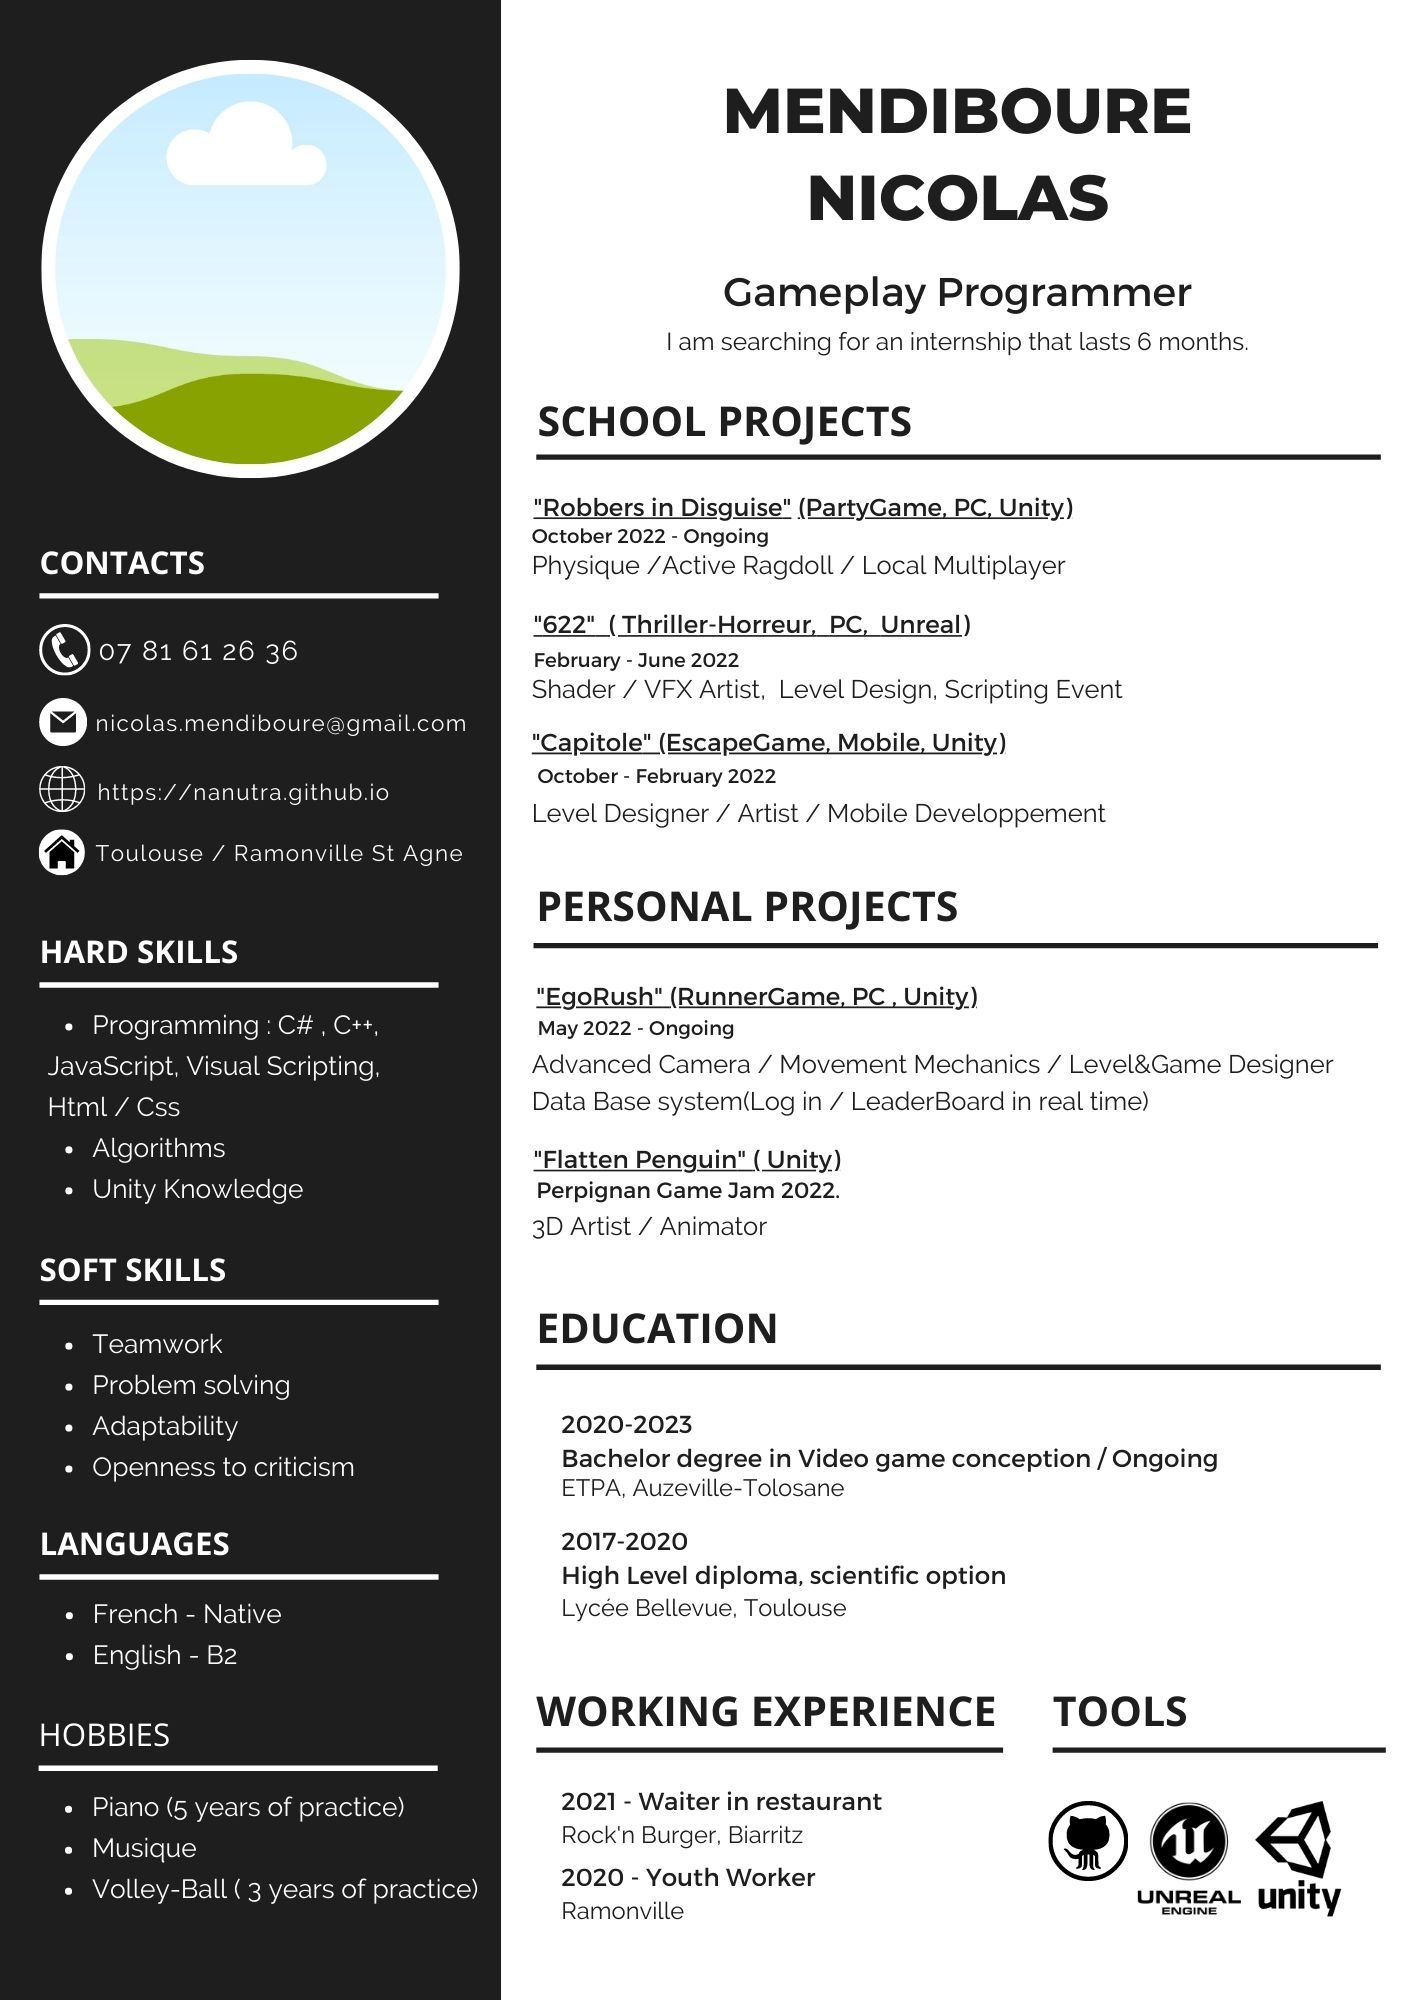 MENDIBOURE
NICOLAS
Gameplay Programmer
I am searching for an internship that lasts 6 months.
CONTACTS
07 81 61 26 36
nicolas.mendiboure@gmail.com
https://nanutra.github.io
Toulouse / Ramonville St Agne
HARD SKILLS
• Programming : C# , C++,
JavaScript, Visual Scripting,
Html / Css
• Algorithms
• Unity Knowledge
SOFT SKILLS
• Teamwork
• Problem solving
• Adaptability
• Openness to criticism
LANGUAGES
• French - Native
• English - B2
HOBBIES
• Piano (5 years of practice)
• Musique
• Volley-Ball ( 3 years of practice)
SCHOOL PROJECTS
"Robbers in Disguise" (PartyGame, PC, Unity)
October 2022 - Ongoing
Physique /Active Ragdoll / Local Multiplayer
"622" ( Thriller-Horreur, PC, Unreal)
February - June 2022
Shader / VFX Artist, Level Design, Scripting Event
"Capitole" (EscapeGame, Mobile, Unity)
October - February 2022
Level Designer / Artist / Mobile Developpement
PERSONAL PROJECTS
"EgoRush" (RunnerGame, PC , Unity)
May 2022 - Ongoing
Advanced Camera / Movement Mechanics / Level&Game Designer
Data Base system(Log in / LeaderBoard in real time)
"Flatten Penguin" ( Unity)
Perpignan Game Jam 2022.
3D Artist / Animator
EDUCATION
2020-2023
Bachelor degree in Video game conception / Ongoing
ETPA, Auzeville-Tolosane
2017-2020
High Level diploma, scientific option
Lycée Bellevue, Toulouse
WORKING EXPERIENCE
2021 - Waiter in restaurant
Rock'n Burger, Biarritz
2020 - Youth Worker
Ramonville
TOOLS
UNREAL
ENGINE
unity